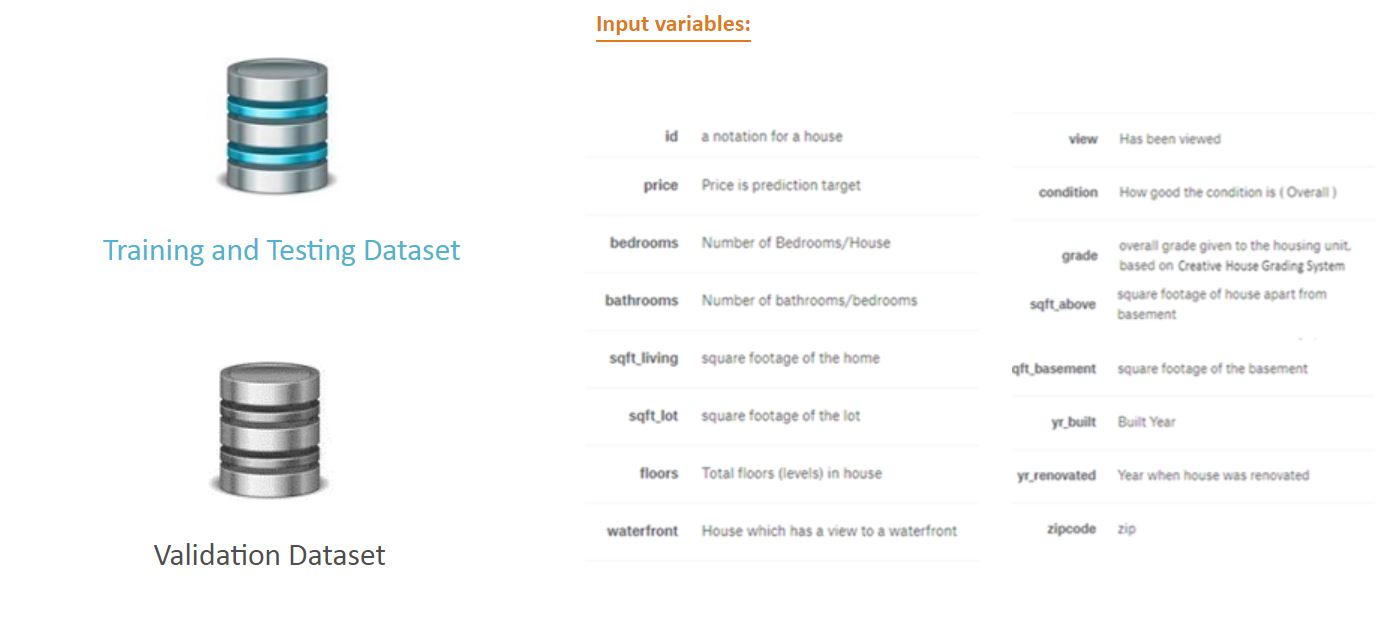 Input variables:
Training and Testing Dataset
Validation Dataset
id a notation for a house
price Price is prediction target
bedrooms Number of Bedrooms/House
bathrooms Number of bathrooms/bedrooms
sqft_living square footage of the home
sqft_lot square footage of the lot
floors Total floors (levels) in house
waterfront House which has a view to a waterfront
view Has been viewed
condition How good the condition is ( Overall )
grade overall grade given to the housing unit,
based on Creative House Grading System
sqft_above square footage of house apart from
basement
qft_basement square footage of the basement
yr_built Built Year
yr_renovated Year when house was renovated
zipcode zip